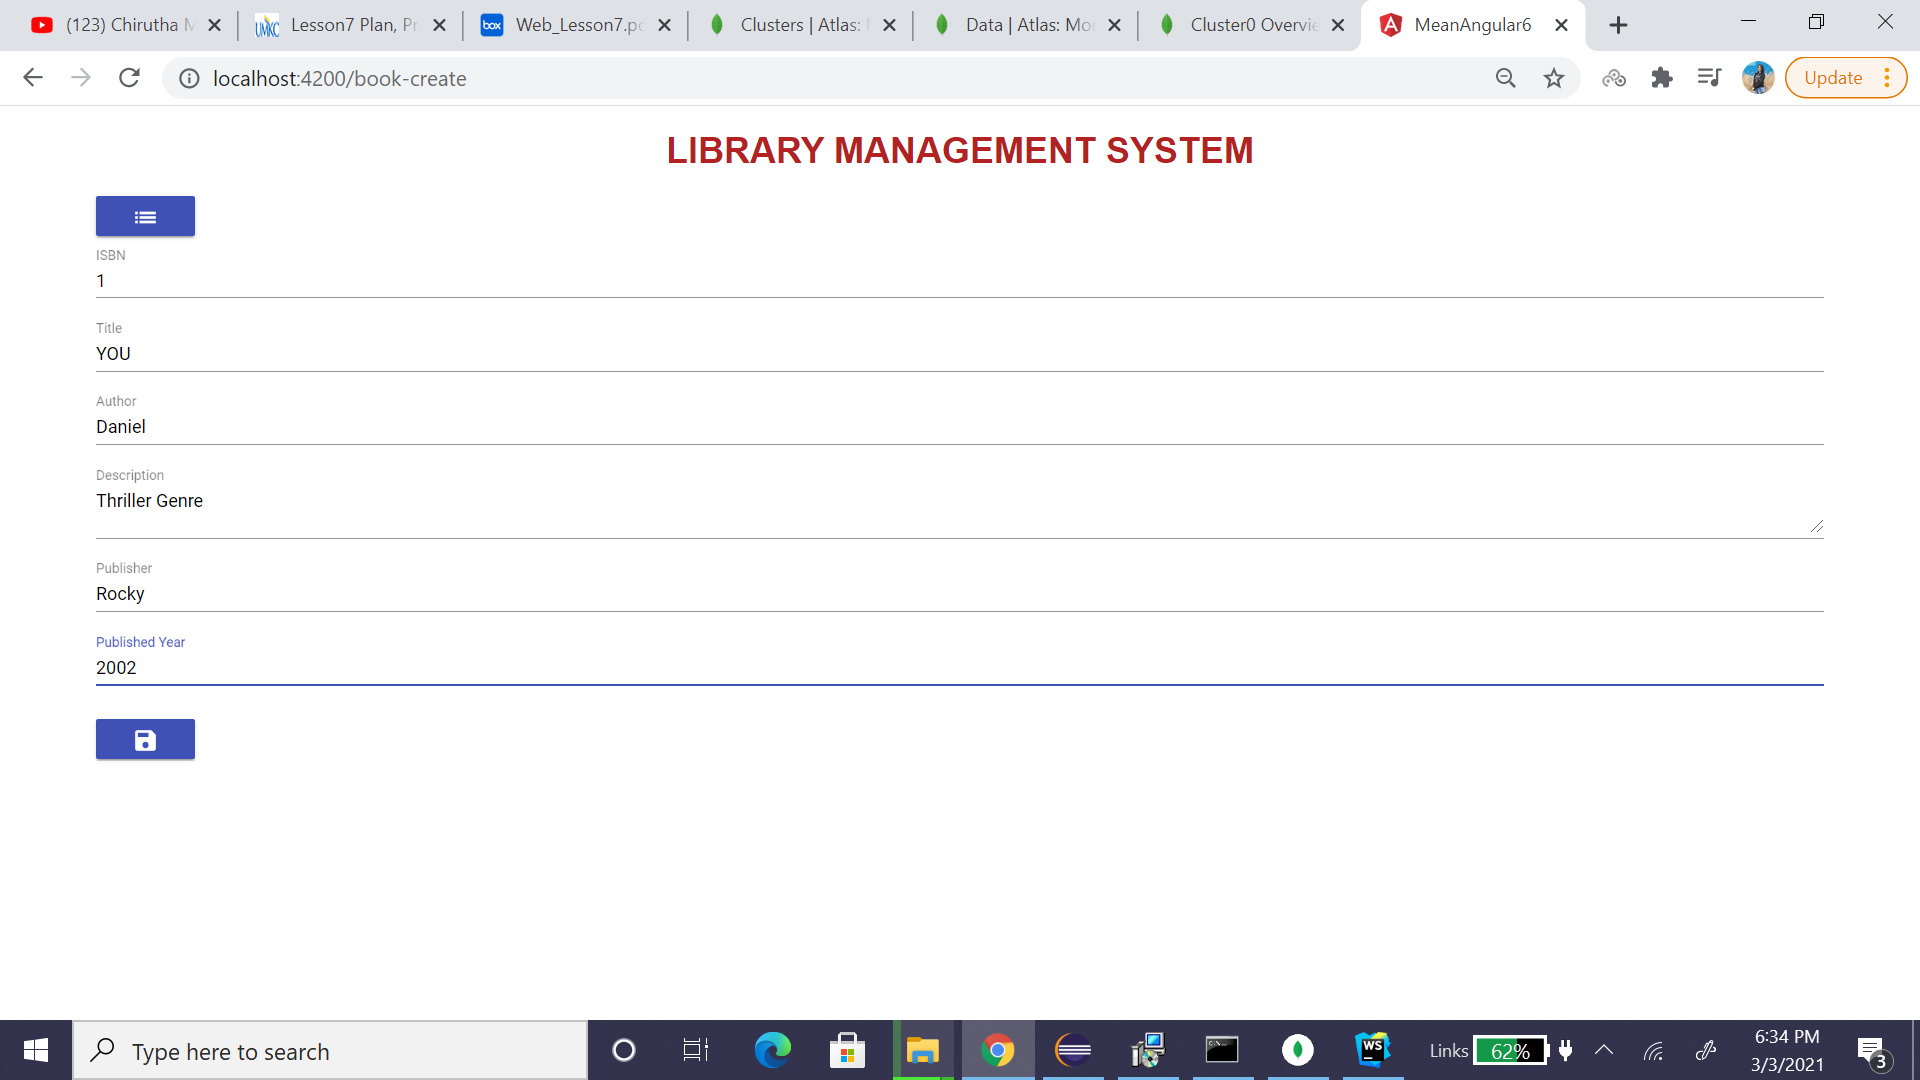 (123) Chirutha M
Lesson7 Plan, Pr
Web_Lesson7.pd
Clusters | Atlas: M
Data | Atlas: Mon
Cluster0 Overvie
MeanAngular6
localhost:4200/book-create
Update
LIBRARY MANAGEMENT SYSTEM
ISBN
1
Title
YOU
Author
Daniel
Description
Thriller Genre
Publisher
Rocky
Published Year
2002
Type here to search
Links
62%
6:34 PM
3/3/2021
3